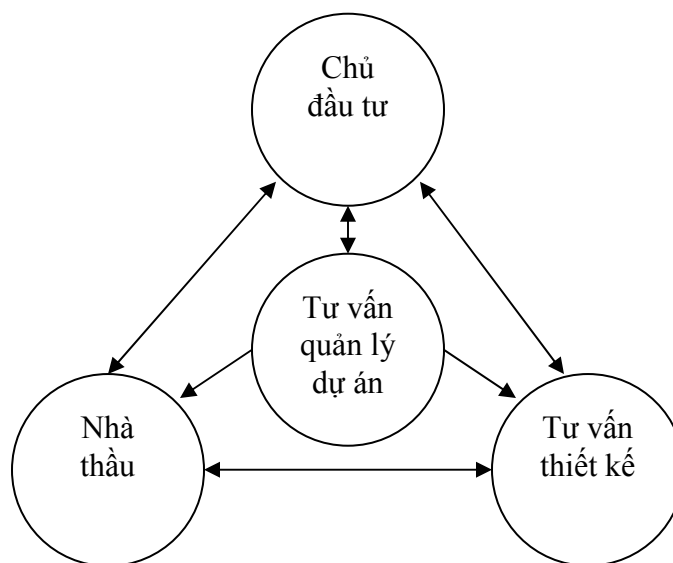 Chủ
đầu tư
Tư vấn
quản lý
dự án
Nhà
thầu
Tư vấn
thiết kế